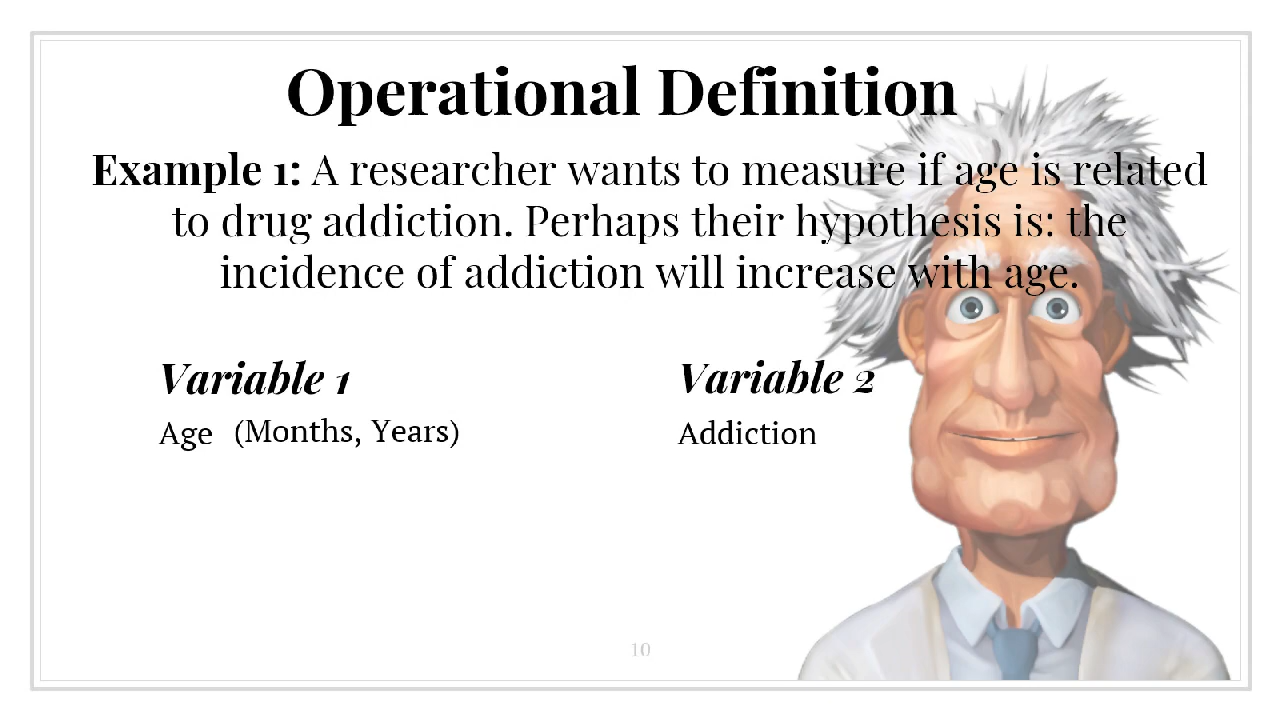 Operational Definition
Example 1: A researcher wants to measure if age is related
to drug addiction. Perhaps their hypothesis is: the
incidence of addiction will increase with age.
Variable 1
Age (Months, Years)
Variable 2
Addiction
10